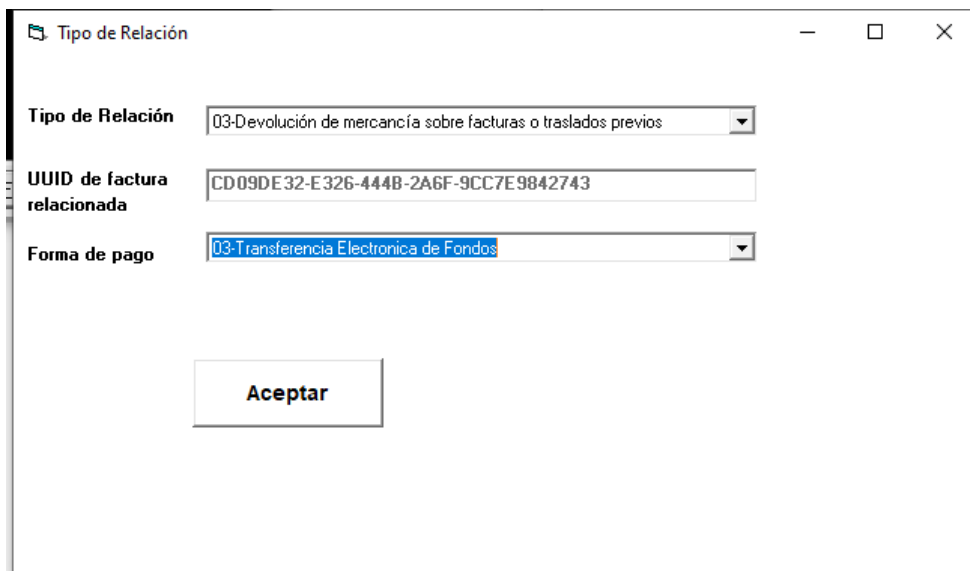 Tipo de Relación
Tipo de Relación
03-Devolución de mercancía sobre facturas o traslados previos
UUID de factura
relacionada
CD09DE32-E326-444B-2A6F-9CC7E9842743
Forma de pago
03-Transferencia Electronica de Fondos
Aceptar